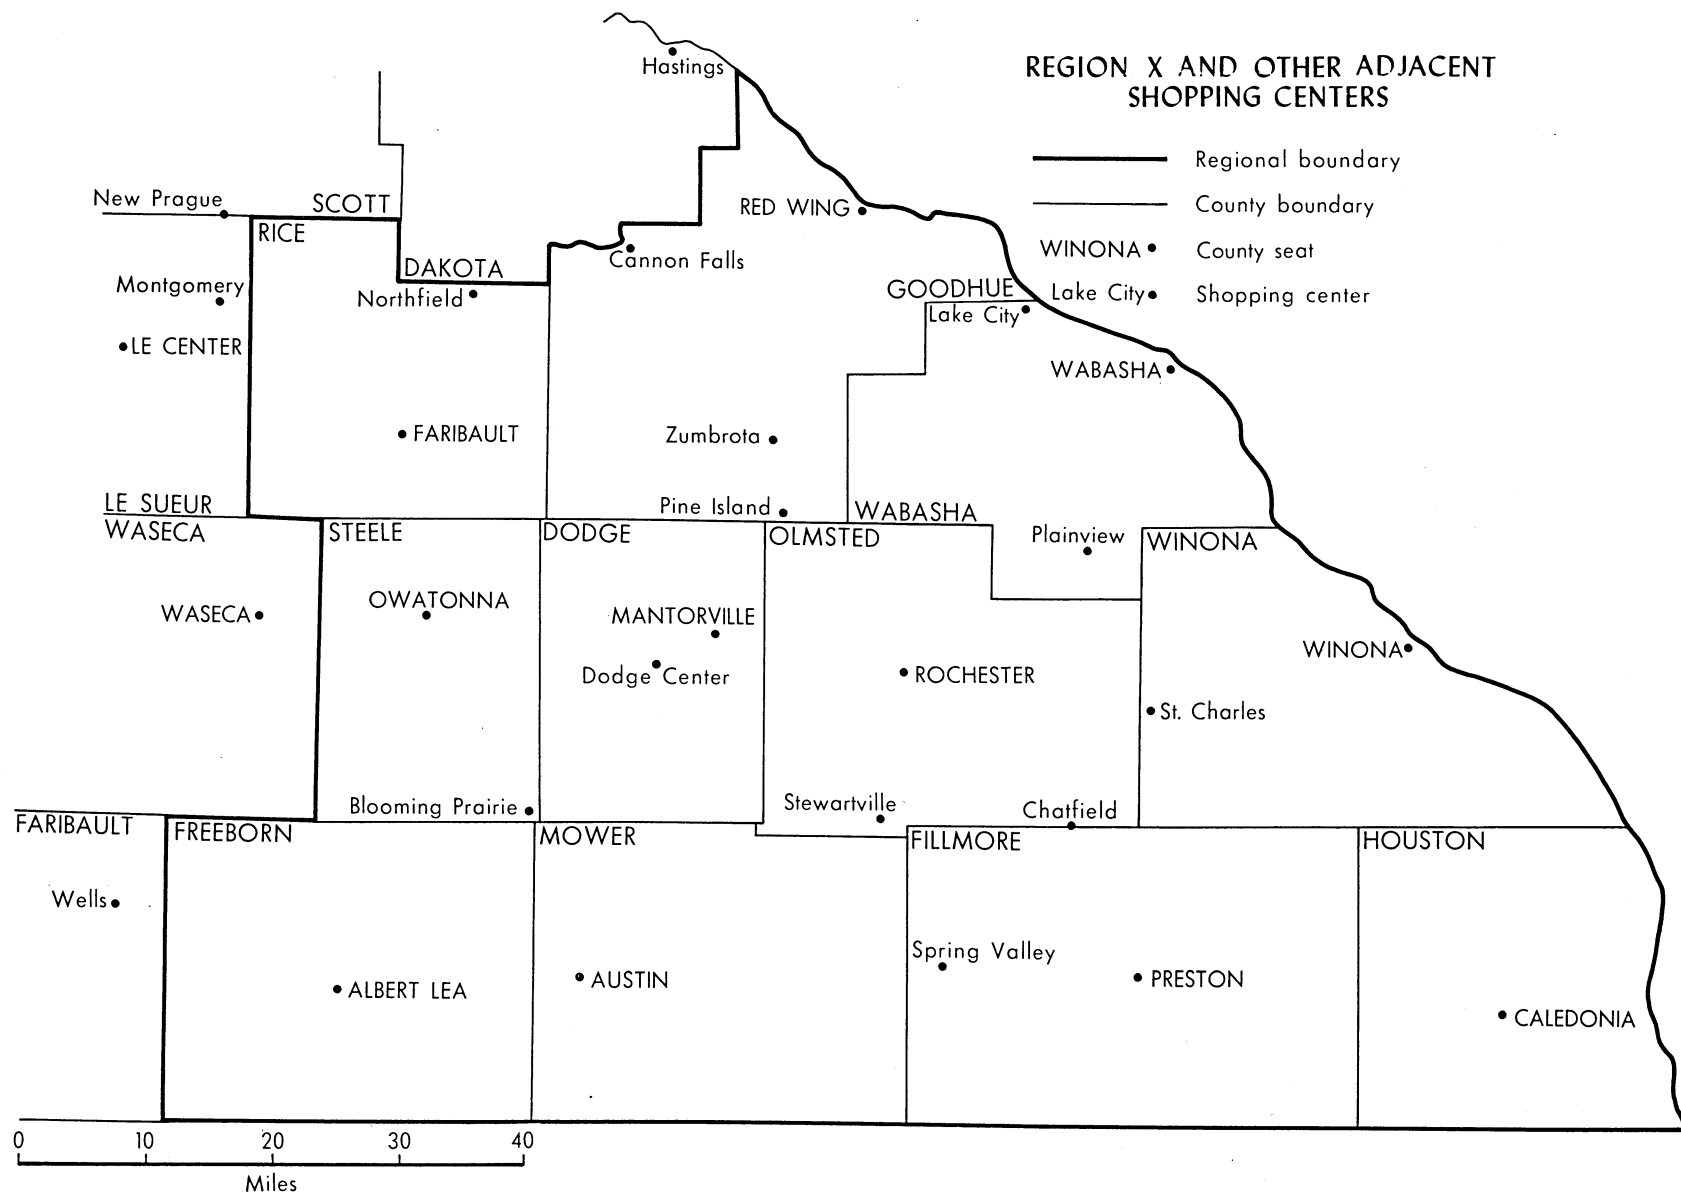 Hastings
REGION X AND OTHER ADJACENT
SHOPPING CENTERS
Regional boundary
County boundary
WINONA
County seat
Lake City
Shopping center
New Prague
SCOTT
RED WING
RICE
Cannon Falls
DAKOTA
Montgomery
Northfield
GOODHUE
Lake City
LE CENTER
WABASHA
FARIBAULT
Zumbrota
LE SUEUR
Pine Island
WABASHA
WASECA
STEELE
DODGE
OLMSTED
Plainview
WINONA
WASECA
OWATONNA
MANTORVILLE
WINONA
Dodge Center
ROCHESTER
St. Charles
Blooming Prairie
Stewartville
Chatfield
FARIBAULT
FREEBORN
MOWER
FILLMORE
HOUSTON
Wells
Spring Valley
ALBERT LEA
AUSTIN
PRESTON
CALEDONIA
0 10 20 30 40
Miles